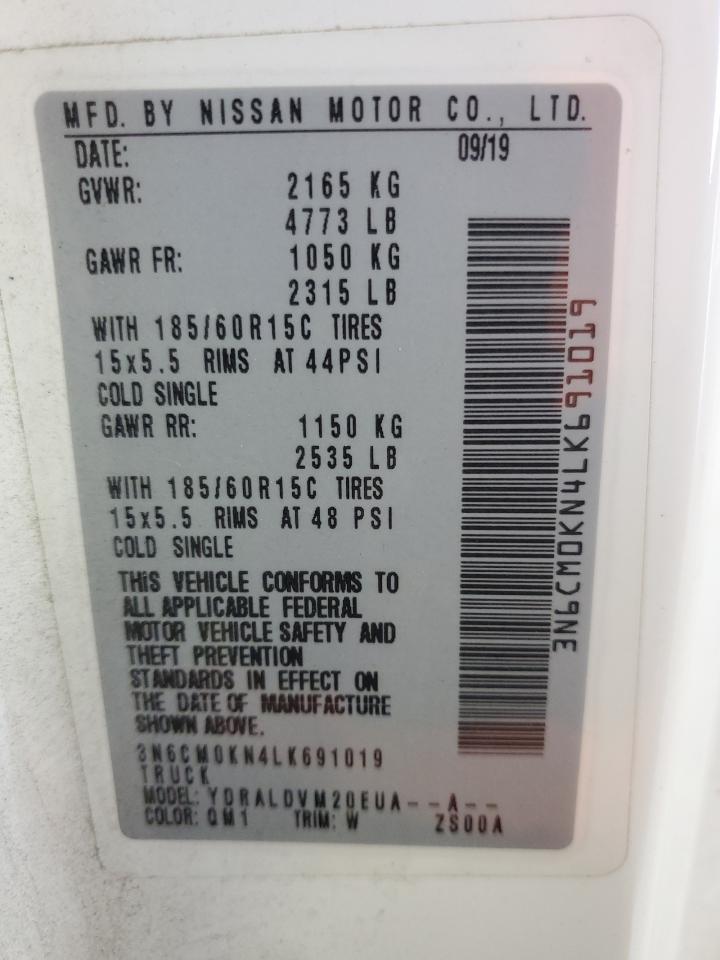 MFD. BY NISSAN MOTOR CO., LTD.
DATE: 09/19
GVWR: 2165 KG
4773 LB
GAWR FR: 1050 KG
2315 LB
WITH 185/60R15C TIRES
15x5.5 RIMS AT 44PSI
COLD SINGLE
GAWR RR: 1150 KG
2535 LB
WITH 185/60R15C TIRES
15x5.5 RIMS AT 48 PSI
COLD SINGLE
THIS VEHICLE CONFORMS TO
ALL APPLICABLE FEDERAL
MOTOR VEHICLE SAFETY AND
THEFT PREVENTION
STANDARDS IN EFFECT ON
THE DATE OF MANUFACTURE
SHOWN ABOVE.
3N6CM0KN4LK691019
TRUCK
MODEL: YDRALDVM20EUA--A--
COLOR: QM1 TRIM: W ZS00A
3N6CM0KN4LK691019